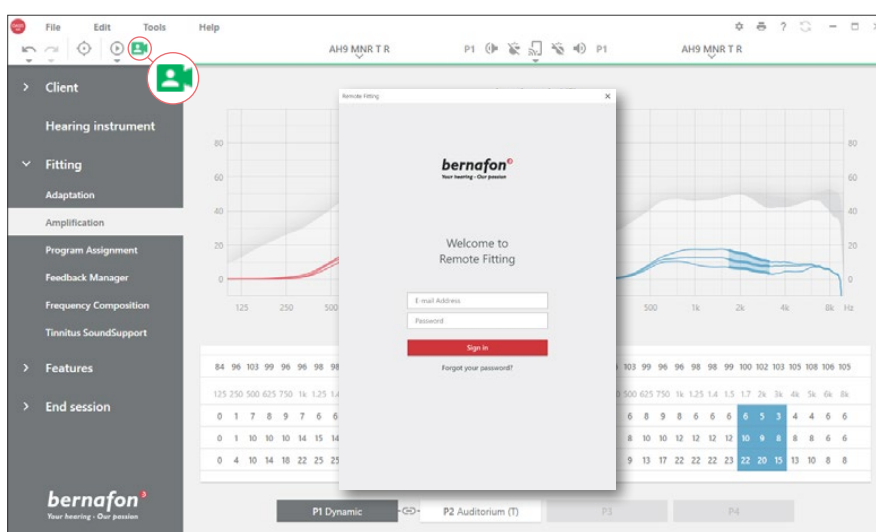 File Edit Tools Help
AH9 MNR T R P1 P1 AH9 MNR T R
Client
Hearing instrument
Fitting
Adaptation
Amplification
Program Assignment
Feedback Manager
Frequency Composition
Tinnitus SoundSupport
Features
End session
bernafon
Your hearing · Our passion
Remote Fitting
bernafon
Your hearing · Our passion
Welcome to
Remote Fitting
E-mail Address
Password
Sign in
Forgot your password?
80 80
60 60
40 40
20 20
0 0
125 250 500 500 1k 2k 4k 8k Hz
84 96 103 99 96 96 98 98 103 99 96 96 98 98 99 100 102 103 105 108 106 105
125 250 500 625 750 1k 1.25 1.4 500 625 750 1k 1.25 1.4 1.5 1.7 2k 3k 4k 5k 6k 8k
0 1 7 8 9 7 6 6 6 8 9 8 6 6 6 6 5 3 4 4 6 6
0 1 10 10 10 14 15 14 8 10 10 12 12 12 12 10 9 8 8 8 6 6
0 4 10 14 18 22 25 25 9 13 17 22 22 22 23 22 20 15 13 10 8 8
P1 Dynamic P2 Auditorium (T) P3 P4